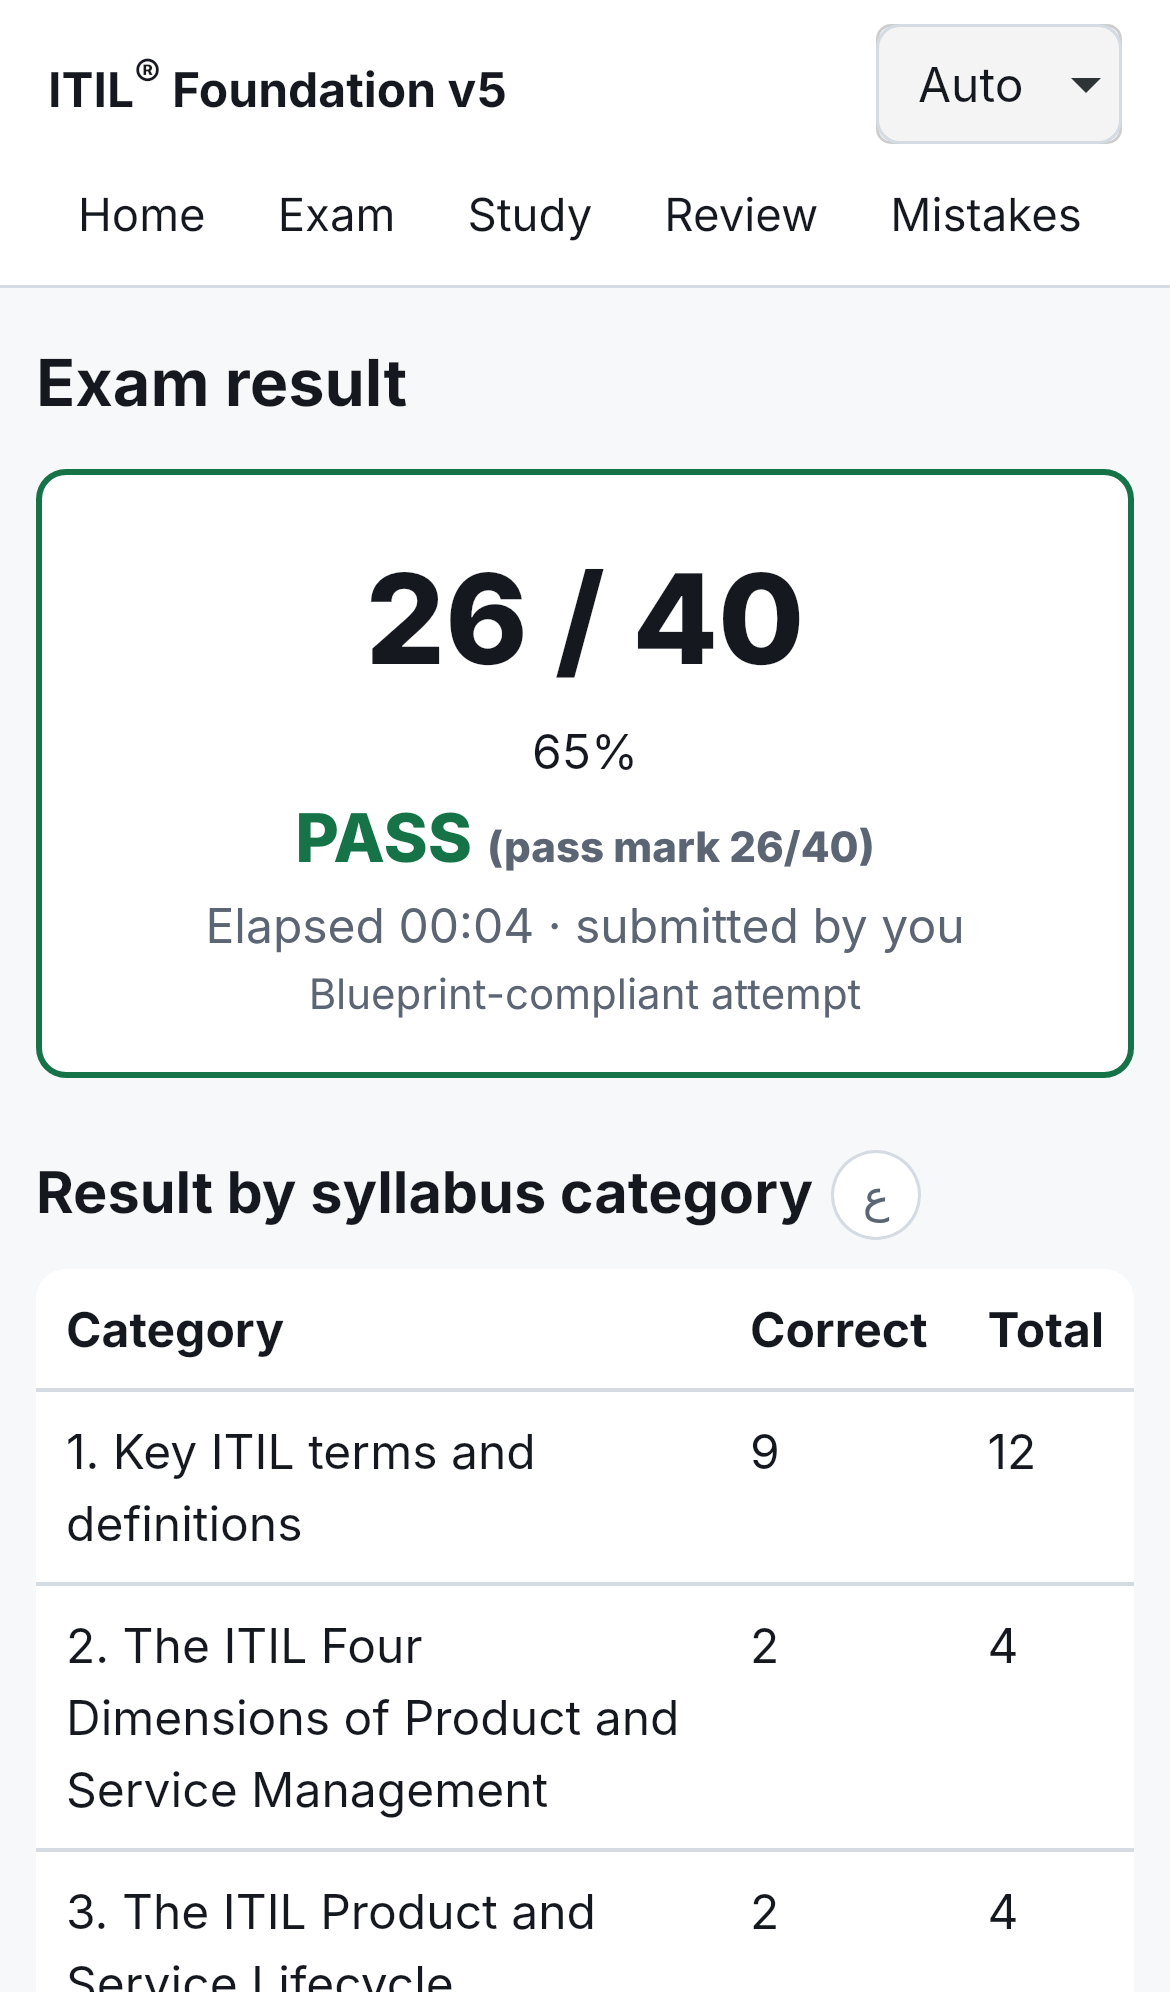 ITIL® Foundation v5
Auto
Home Exam Study Review Mistakes
Exam result
26 / 40
65%
PASS (pass mark 26/40)
Elapsed 00:04 · submitted by you
Blueprint-compliant attempt
Result by syllabus category ع
Category Correct Total
1. Key ITIL terms and 9 12
definitions
2. The ITIL Four 2 4
Dimensions of Product and
Service Management
3. The ITIL Product and 2 4
Service Lifecycle